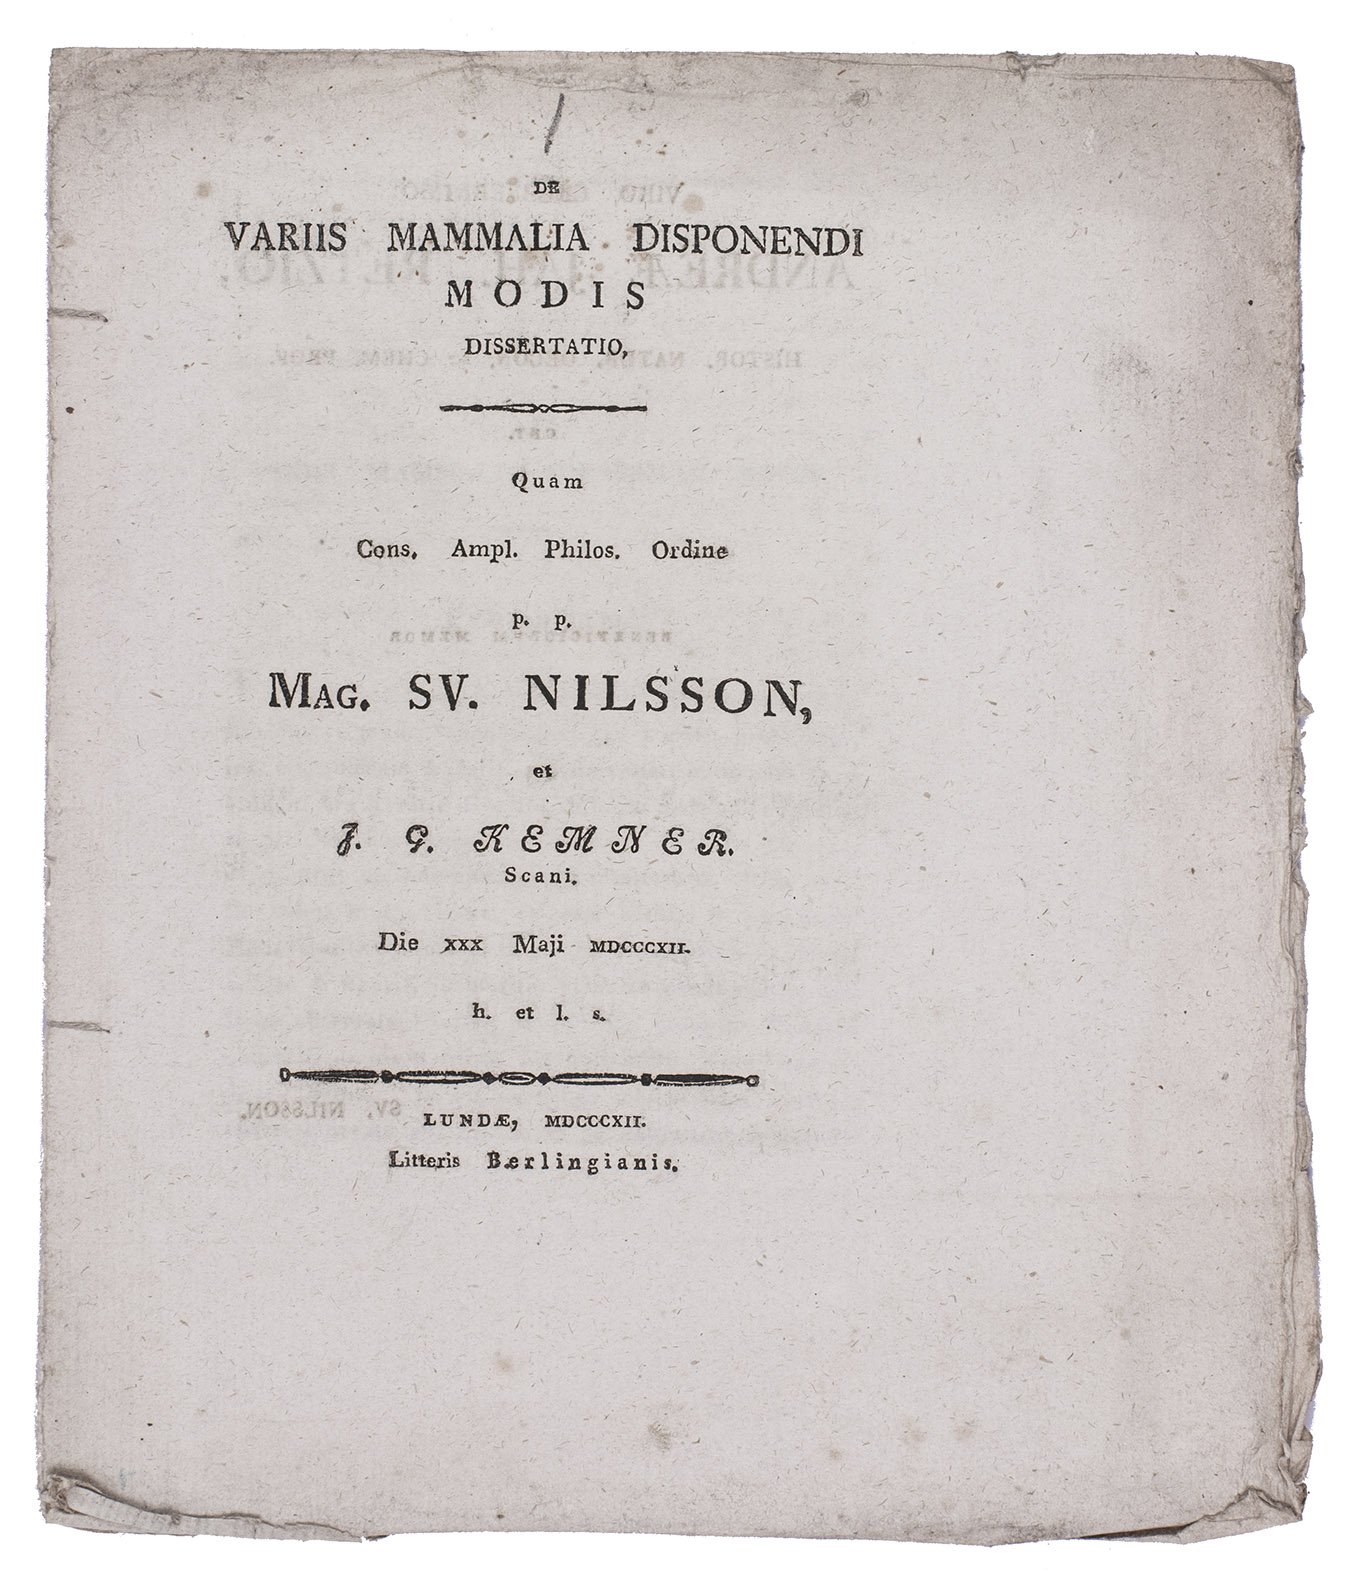 DE
VARIIS MAMMALIA DISPONENDI
MODIS
DISSERTATIO,
Quam
Cons. Ampl. Philos. Ordine
p. p.
MAG. SV. NILSSON,
et
J. G. KEMNER.
Scani.
Die XXX Maji MDCCCXII.
h. et l. s.
LUNDÆ, MDCCCXII.
Litteris Berlingianis.